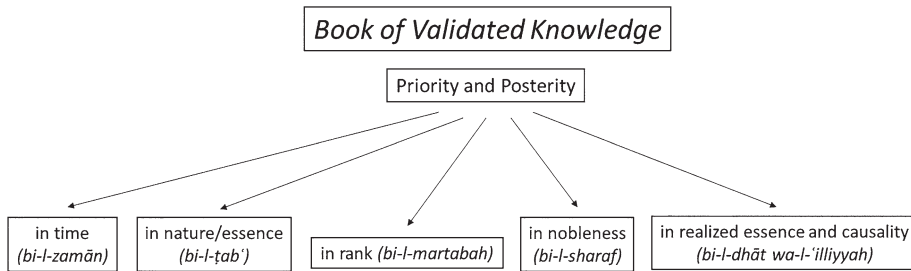 Book of Validated Knowledge
Priority and Posterity
in time
(bi-l-zamān)
in nature/essence
(bi-l-ṭabʿ)
in rank (bi-l-martabah)
in nobleness
(bi-l-sharaf)
in realized essence and causality
(bi-l-dhāt wa-l-ʿilliyyah)